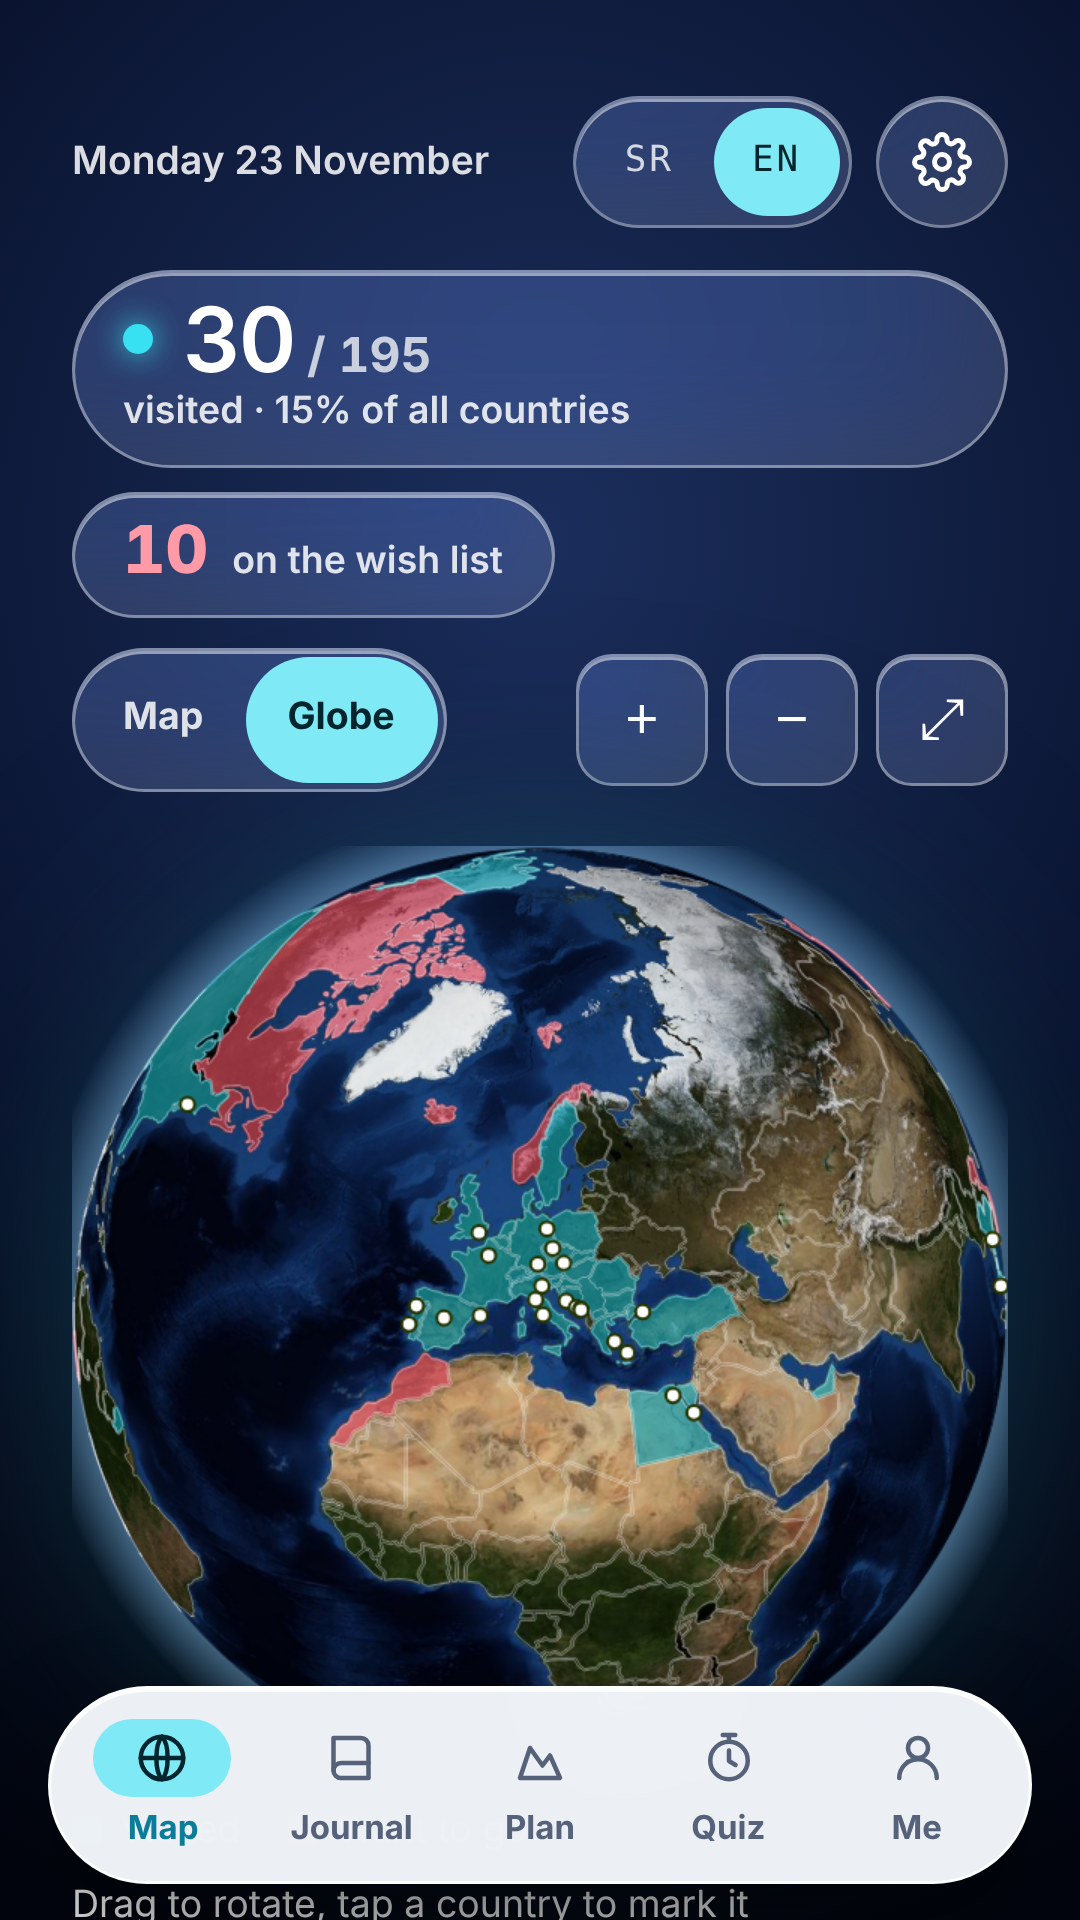 Monday 23 November
SR EN
30 / 195
visited · 15% of all countries
10 on the wish list
Map Globe
+ −
Map Journal Plan Quiz Me
Drag to rotate, tap a country to mark it